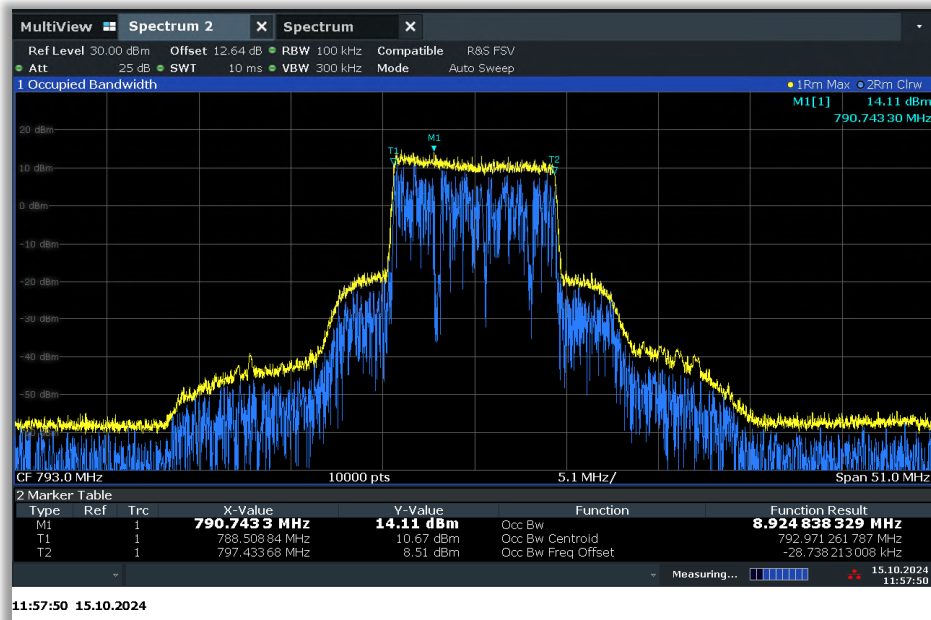 MultiView Spectrum 2 X Spectrum X
Ref Level 30.00 dBm Offset 12.64 dB RBW 100 kHz Compatible R&S FSV
Att 25 dB SWT 10 ms VBW 300 kHz Mode Auto Sweep
1 Occupied Bandwidth 1Rm Max 2Rm Clrw
M1[1] 14.11 dBm
790.743 30 MHz
20 dBm
M1
T1
T2
10 dBm
0 dBm
-10 dBm
-20 dBm
-30 dBm
-40 dBm
-50 dBm
CF 793.0 MHz 10000 pts 5.1 MHz/ Span 51.0 MHz
2 Marker Table
Type Ref Trc X-Value Y-Value Function Function Result
M1 1 790.743 3 MHz 14.11 dBm Occ Bw 8.924 838 329 MHz
T1 1 788.508 84 MHz 10.67 dBm Occ Bw Centroid 792.971 261 787 MHz
T2 1 797.433 68 MHz 8.51 dBm Occ Bw Freq Offset -28.738 213 008 kHz
Measuring... 15.10.2024
11:57:50
11:57:50 15.10.2024